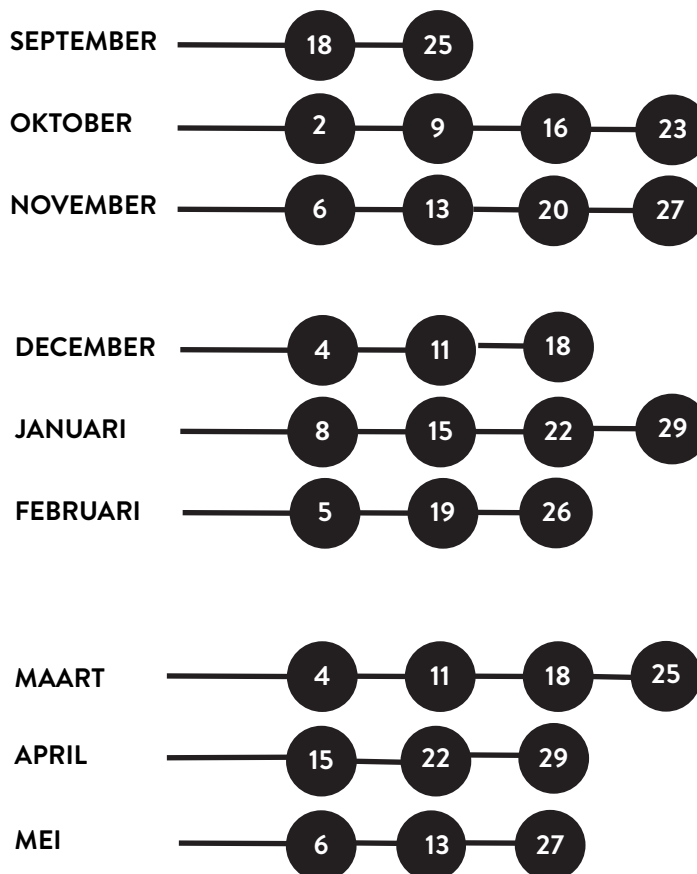 SEPTEMBER 18 25
OKTOBER 2 9 16 23
NOVEMBER 6 13 20 27
DECEMBER 4 11 18
JANUARI 8 15 22 29
FEBRUARI 5 19 26
MAART 4 11 18 25
APRIL 15 22 29
MEI 6 13 27